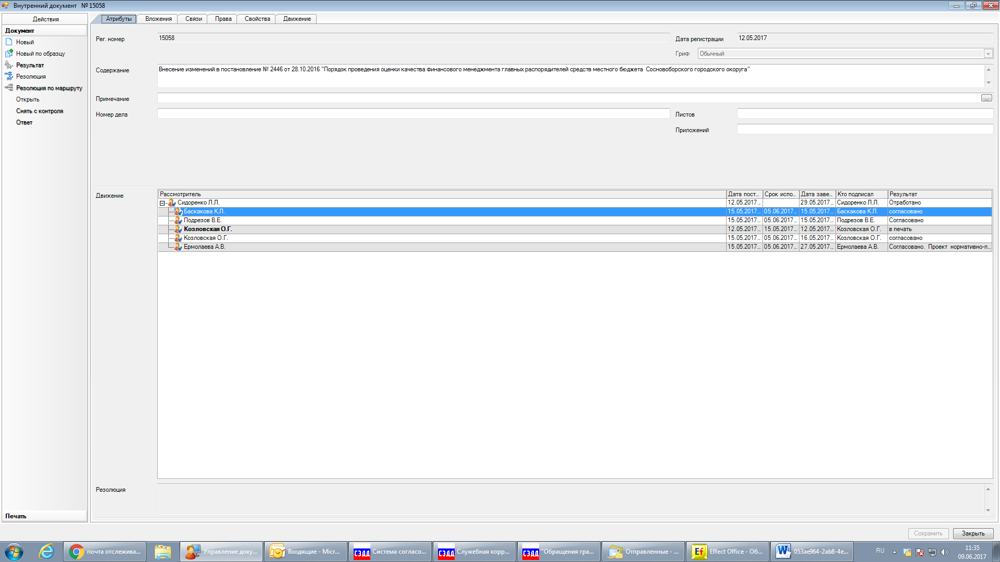 Внутренний документ   № 15058
Действия
Документ
Новый
Новый по образцу
Результат
Резолюция
Резолюция по маршруту
Открыть
Снять с контроля
Ответ
Печать
Атрибуты Вложения Связи Права Свойства Движение
Рег. номер 15058 Дата регистрации 12.05.2017
Гриф Обычный
Содержание Внесение изменений в постановление № 2446 от 28.10.2016 "Порядок проведения оценки качества финансового менеджмента главных распорядителей средств местного бюджета  Сосновоборского городского окоруга"
Примечание ...
Номер дела Листов
Приложений
Движение
Рассмотритель Дата пост... Срок испо... Дата заве... Кто подписал Результат
Сидоренко Л.Л. 12.05.2017... 29.05.2017... Сидоренко Л.Л. Отработано
Баскакова К.Л. 15.05.2017... 05.06.2017... 15.05.2017... Баскакова К.Л. согласовано
Подрезов В.Е. 15.05.2017... 05.06.2017... 15.05.2017... Подрезов В.Е. Согласовано
Козловская О.Г. 12.05.2017... 15.05.2017... 12.05.2017... Козловская О.Г. в печать
Козловская О.Г. 15.05.2017... 05.06.2017... 16.05.2017... Козловская О.Г. согласовано
Ермолаева А.В. 15.05.2017... 05.06.2017... 27.05.2017... Ермолаева А.В. Согласовано.  Проект  нормативно-п...
Резолюция
Сохранить Закрыть
почта отслежива... Управление доку... Входящие - Micr... СЭДД Система согласо... СЭДД Служебная корр... СЭДД "Обращения гра... Отправленные - ... Ef Effect Office - Об... W 053ae964-2ab8-4e... RU 11:35
09.06.2017